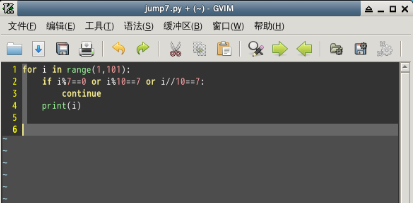 jump7.py + (~) - GVIM
文件(F) 编辑(E) 工具(T) 语法(S) 缓冲区(B) 窗口(W) 帮助(H)
1 for i in range(1,101):
2     if i%7==0 or i%10==7 or i//10==7:
3         continue
4     print(i)
5
6
~
~
~
~
~